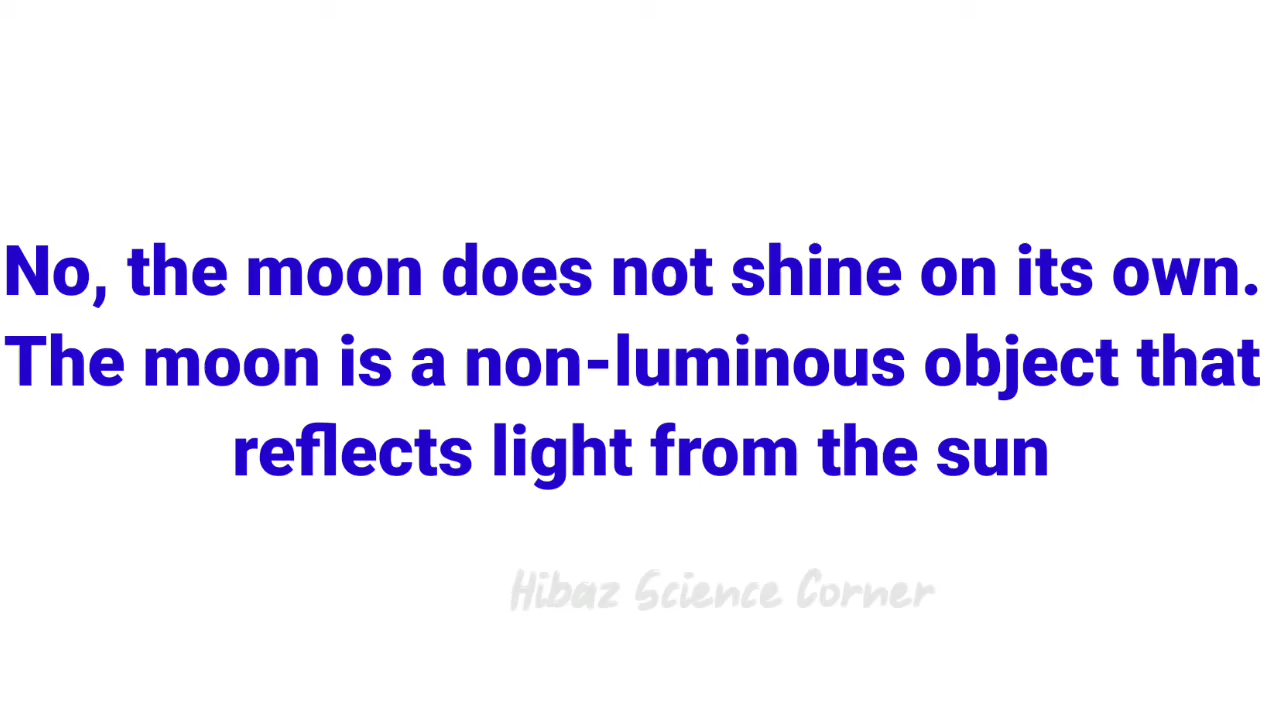 No, the moon does not shine on its own.
The moon is a non-luminous object that
reflects light from the sun
Hibaz Science Corner